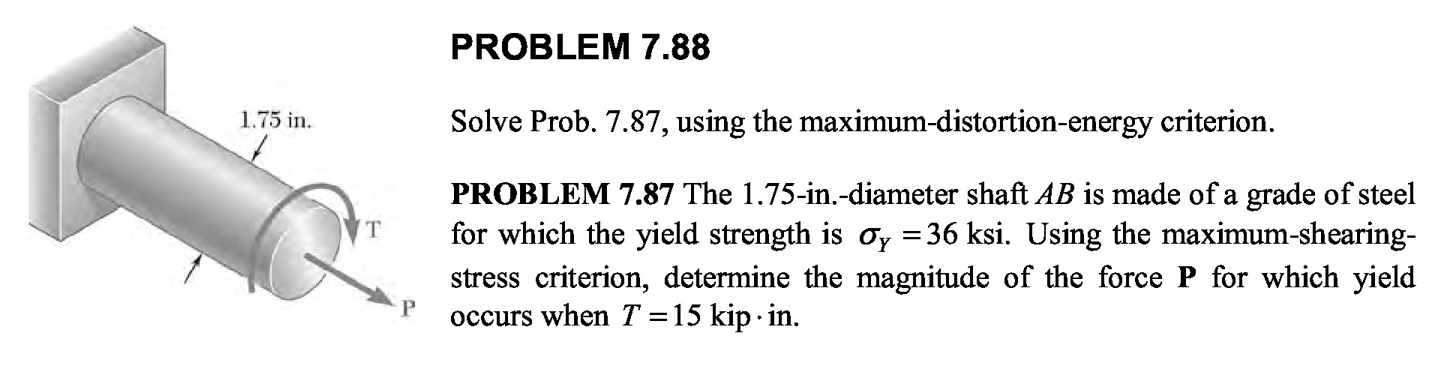 PROBLEM 7.88
1.75 in.
Solve Prob. 7.87, using the maximum-distortion-energy criterion.
PROBLEM 7.87 The 1.75-in.-diameter shaft AB is made of a grade of steel
for which the yield strength is σY = 36 ksi. Using the maximum-shearing-
stress criterion, determine the magnitude of the force P for which yield
occurs when T = 15 kip · in.
T
P